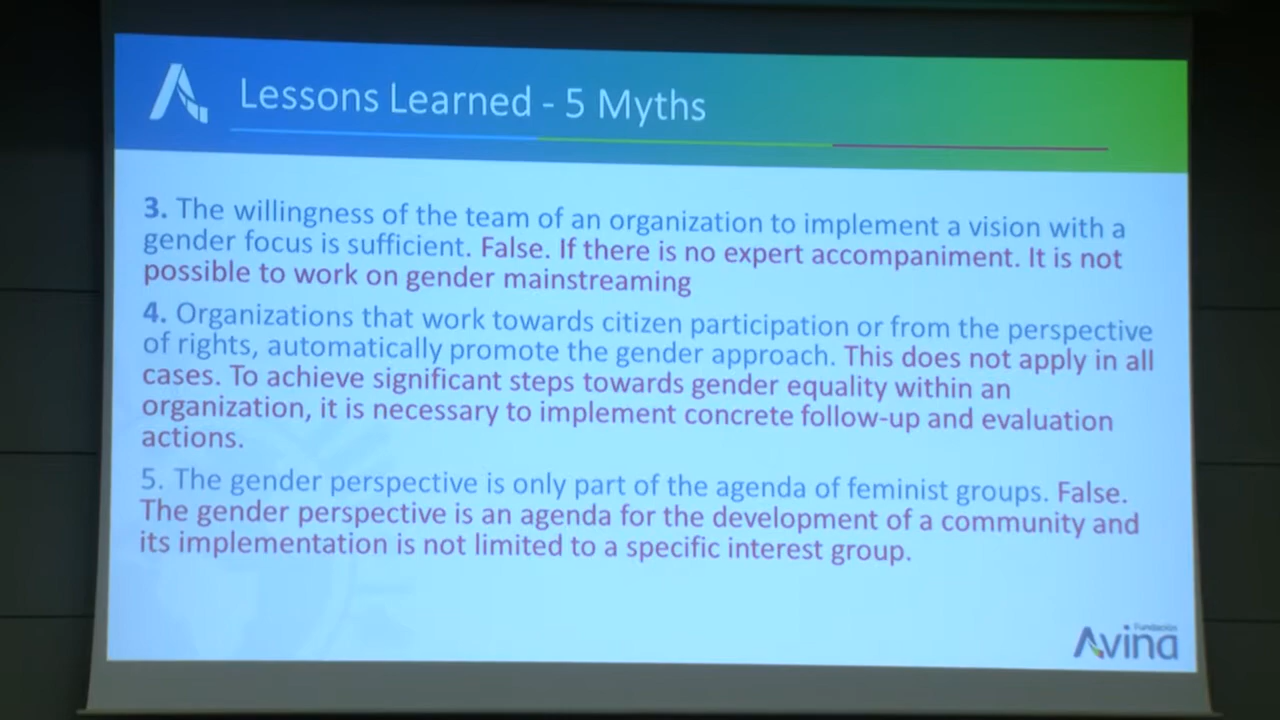 Lessons Learned - 5 Myths
3. The willingness of the team of an organization to implement a vision with a
gender focus is sufficient. False. If there is no expert accompaniment. It is not
possible to work on gender mainstreaming
4. Organizations that work towards citizen participation or from the perspective
of rights, automatically promote the gender approach. This does not apply in all
cases. To achieve significant steps towards gender equality within an
organization, it is necessary to implement concrete follow-up and evaluation
actions.
5. The gender perspective is only part of the agenda of feminist groups. False.
The gender perspective is an agenda for the development of a community and
its implementation is not limited to a specific interest group.
Fundación
Avina